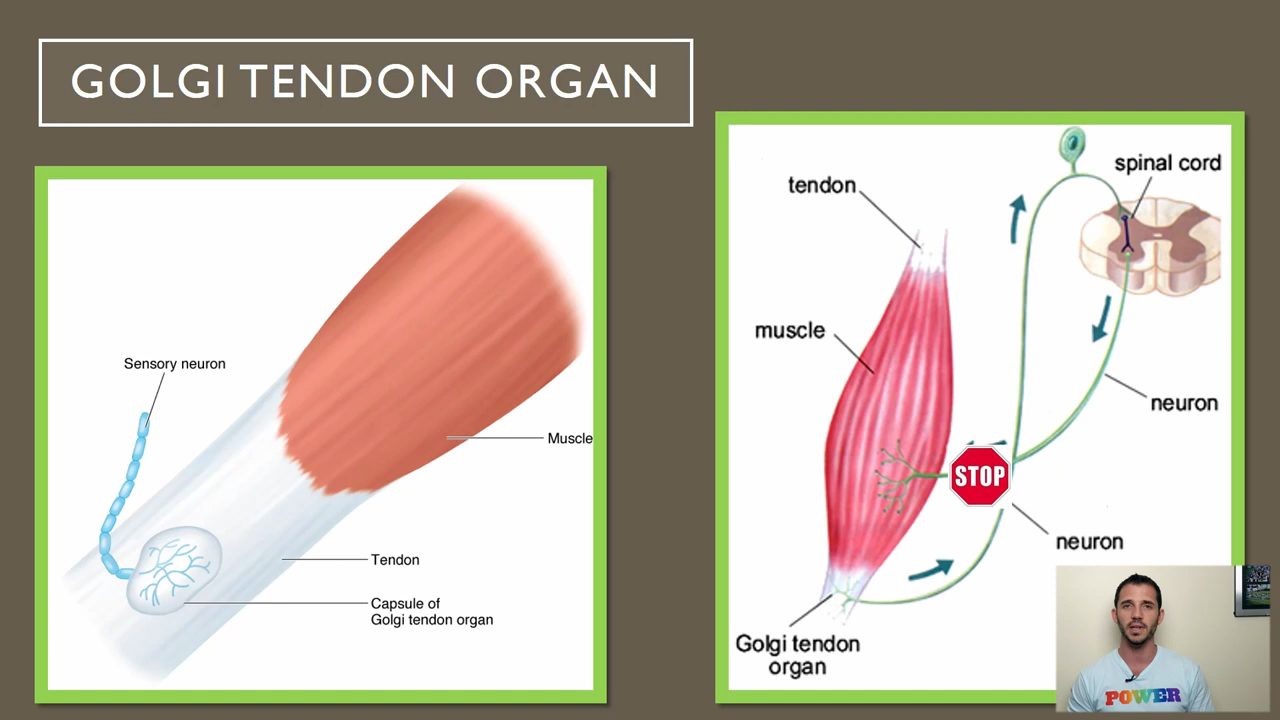 GOLGI TENDON ORGAN
Sensory neuron
Muscle
Tendon
Capsule of
Golgi tendon organ
spinal cord
tendon
muscle
neuron
STOP
neuron
Golgi tendon
organ
POWER